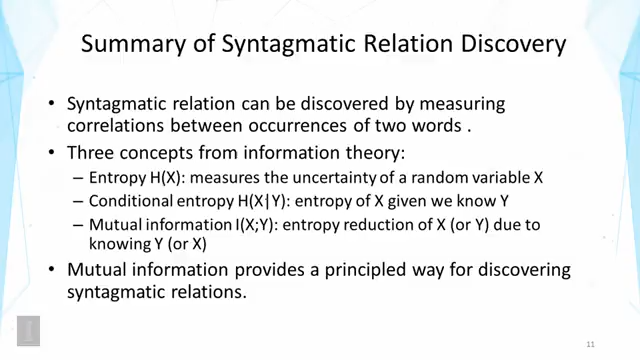 Summary of Syntagmatic Relation Discovery
• Syntagmatic relation can be discovered by measuring
correlations between occurrences of two words .
• Three concepts from information theory:
– Entropy H(X): measures the uncertainty of a random variable X
– Conditional entropy H(X|Y): entropy of X given we know Y
– Mutual information I(X;Y): entropy reduction of X (or Y) due to
knowing Y (or X)
• Mutual information provides a principled way for discovering
syntagmatic relations.
I
11